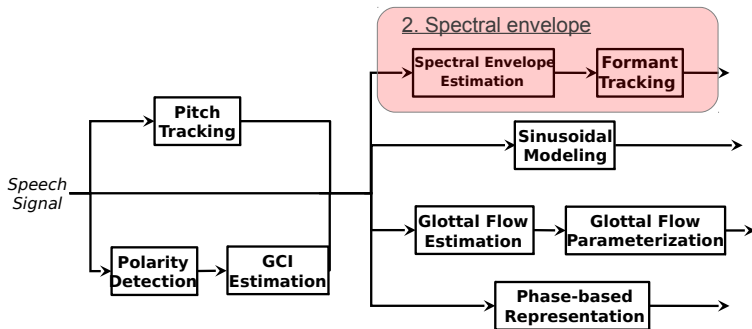 2. Spectral envelope
Spectral Envelope
Estimation
Formant
Tracking
Pitch
Tracking
Sinusoidal
Modeling
Speech
Signal
Glottal Flow
Estimation
Glottal Flow
Parameterization
Polarity
Detection
GCI
Estimation
Phase-based
Representation